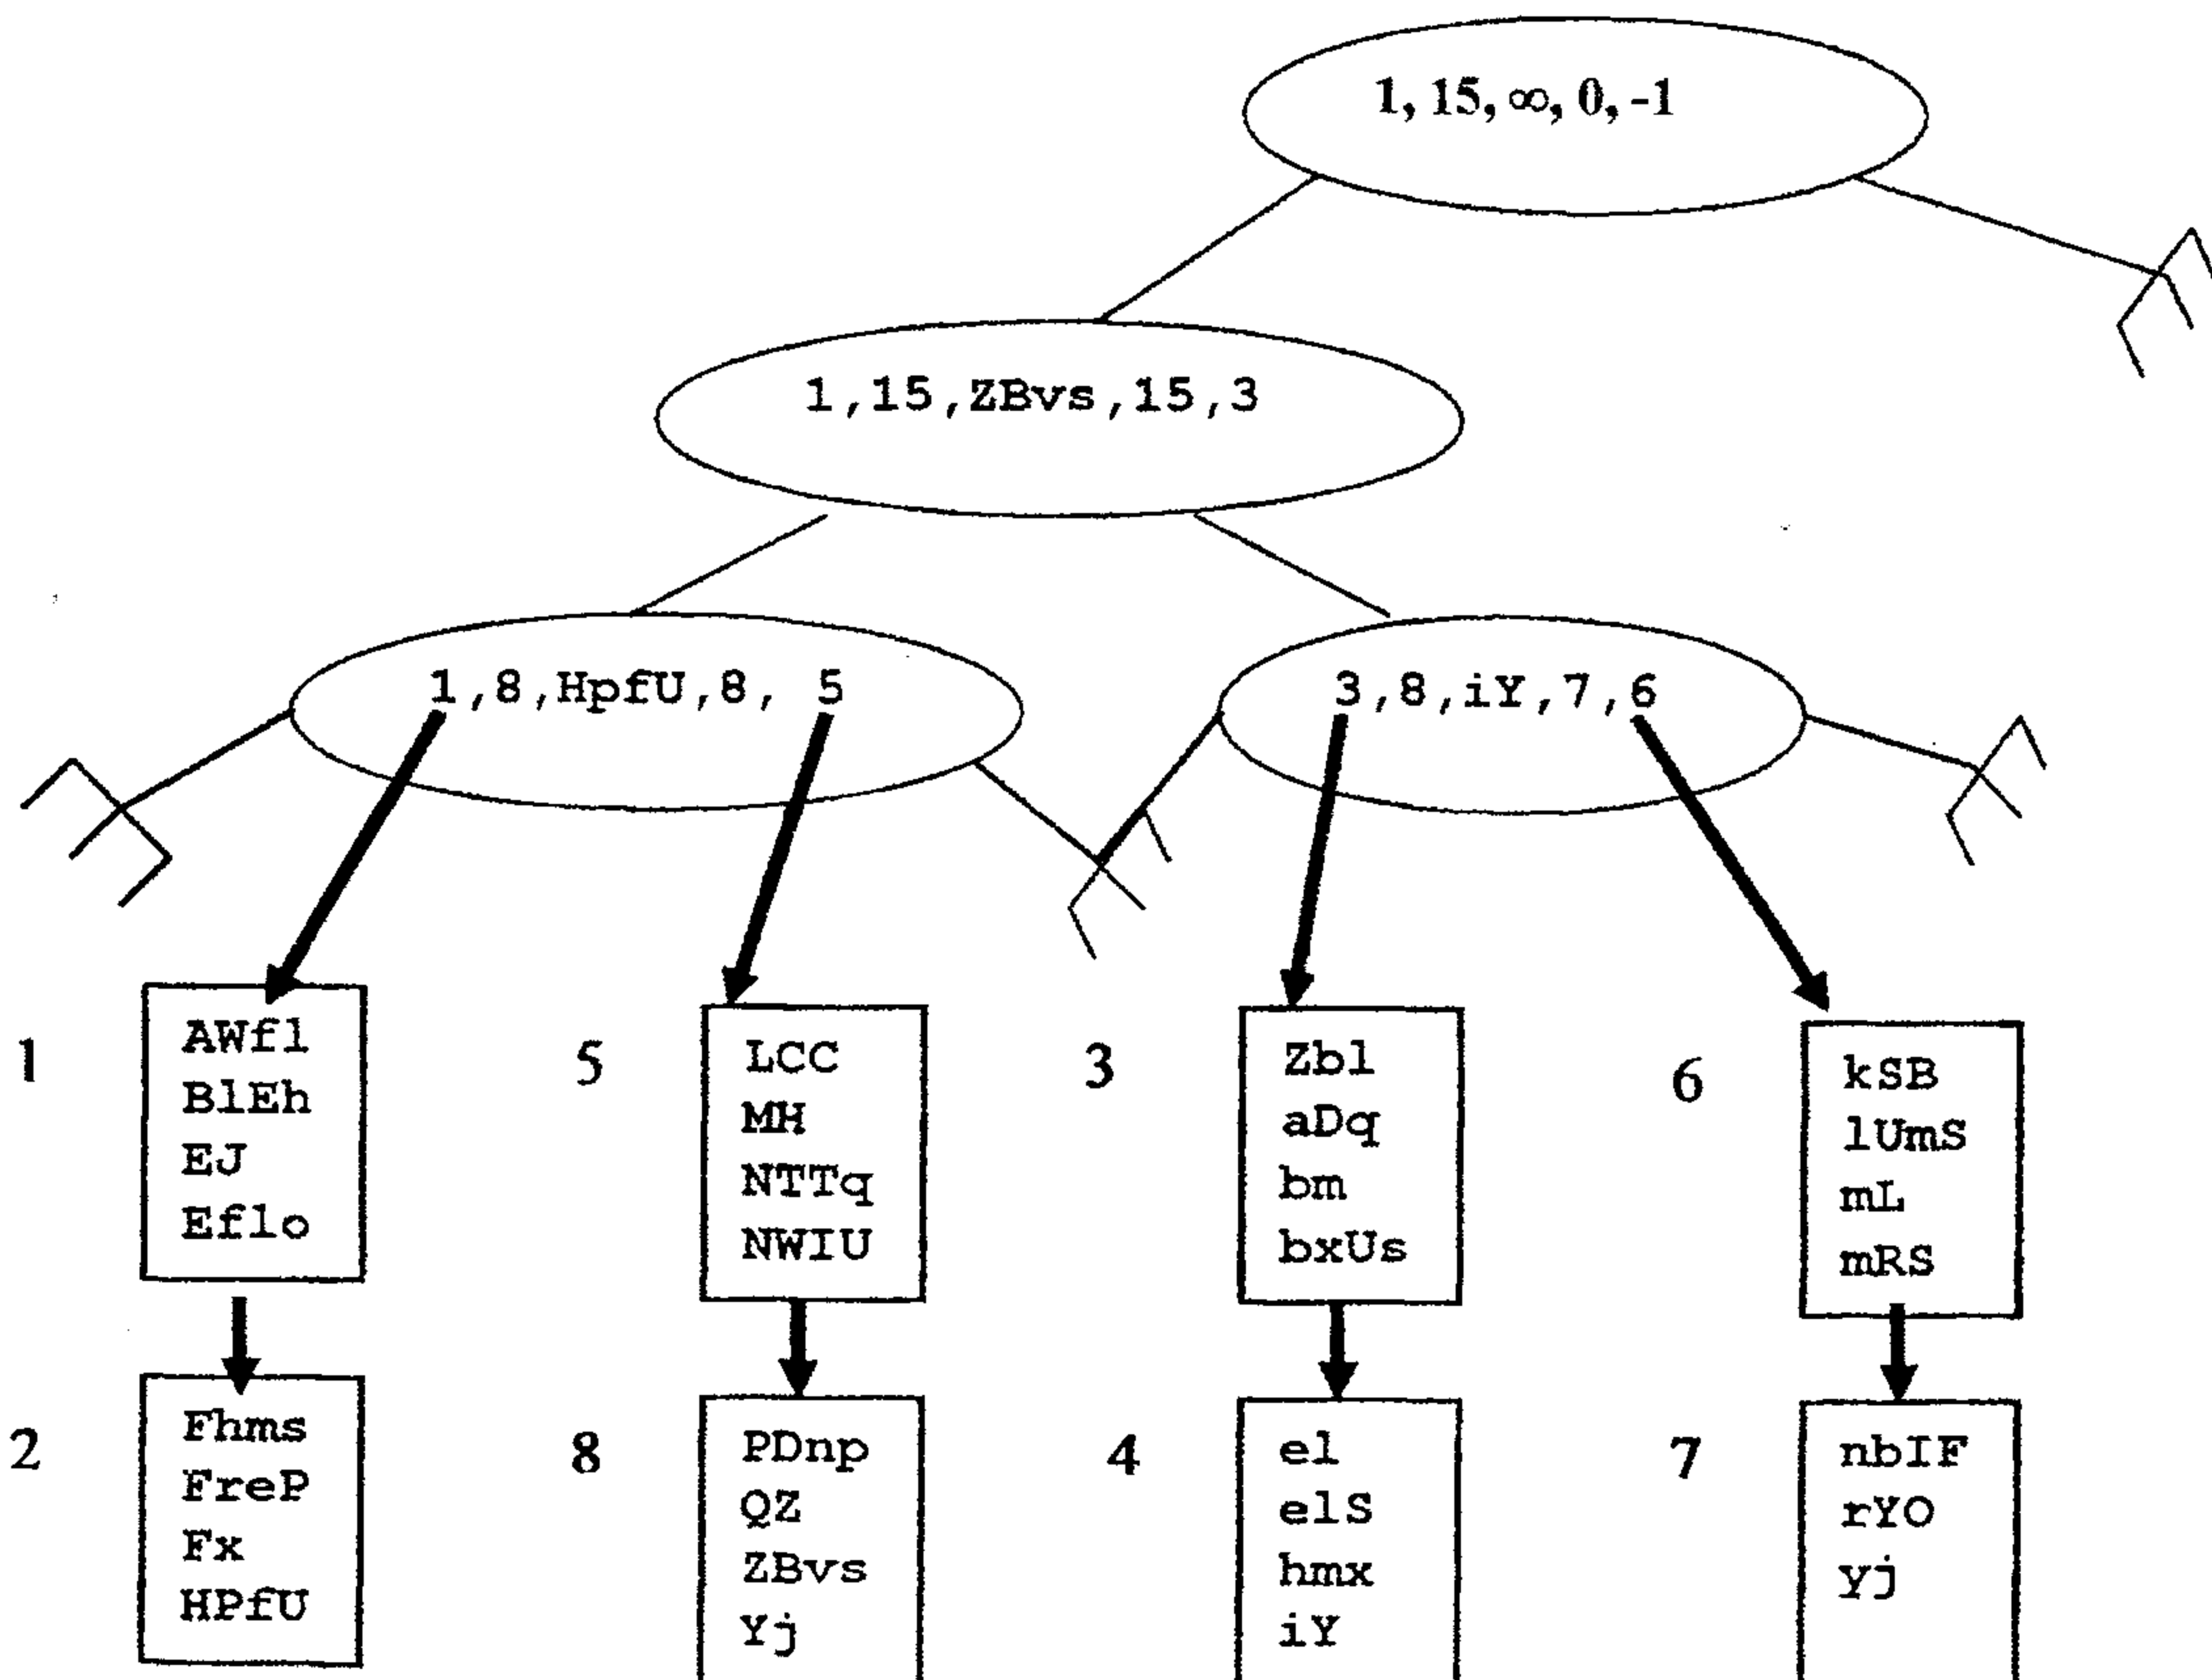 1, 15, ∞, 0, -1
1,15,ZBvs,15,3
1,8,HpfU,8, 5
3,8,iY,7,6
1
AWfl
BlEh
EJ
Eflo
5
LCC
MH
NTTq
NWIU
3
Zbl
aDq
bm
bxUs
6
kSB
lUmS
mL
mRS
2
Fhms
FreP
Fx
HPfU
8
PDnp
QZ
ZBvs
Yj
4
el
elS
hmx
iY
7
nbIF
rYO
yj